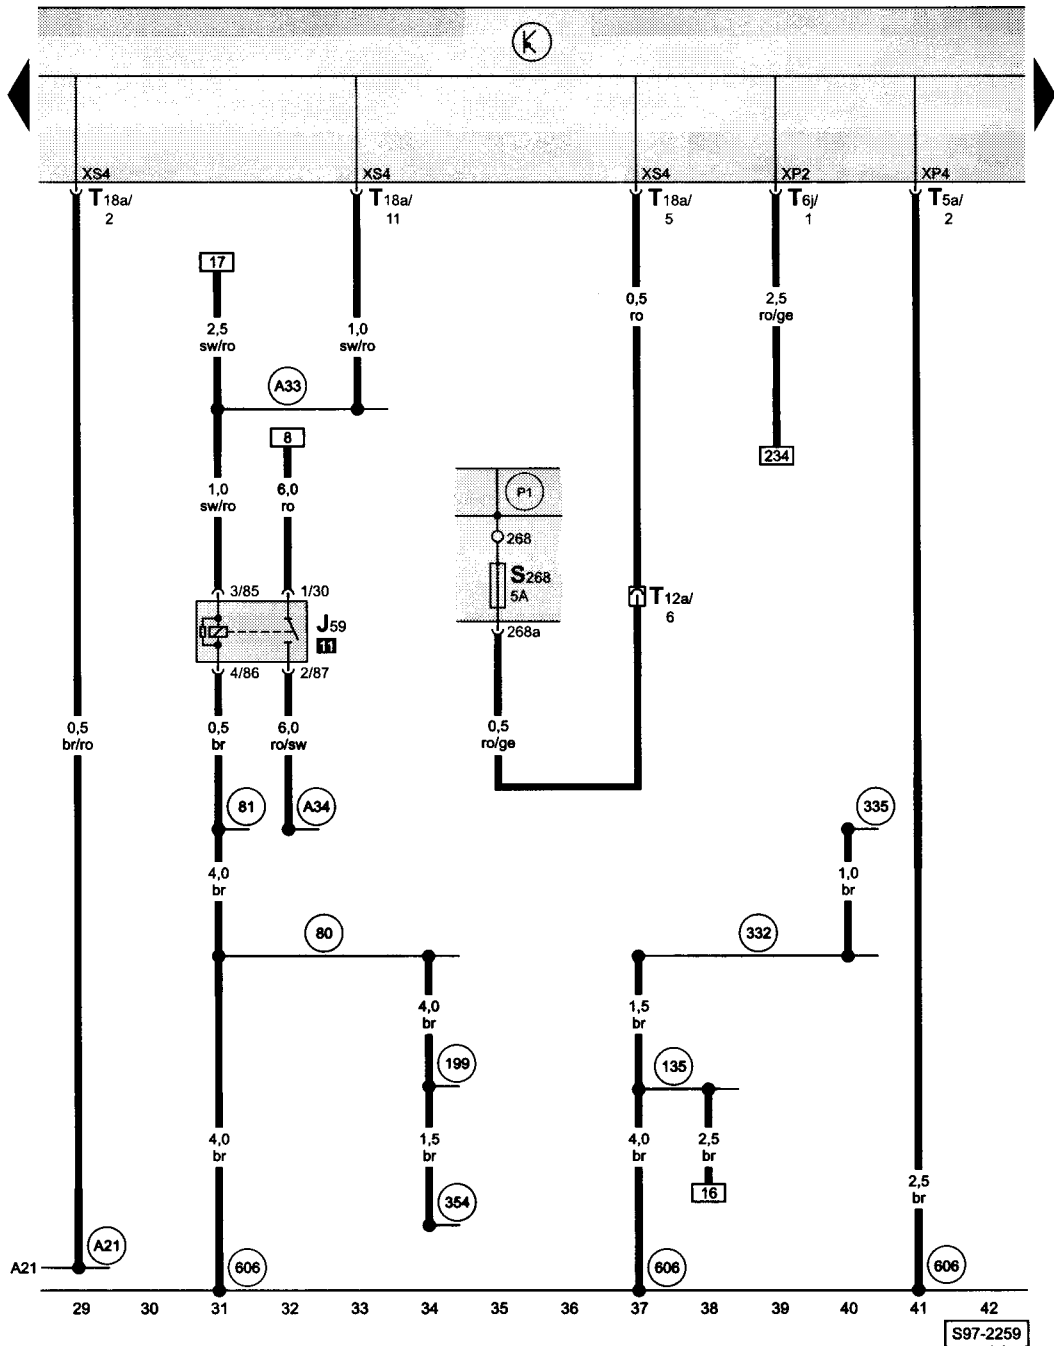 K
XS4
XS4
XS4
XP2
XP4
T18a/
2
T18a/
11
T18a/
5
T6j/
1
T5a/
2
17
0,5
ro
2,5
ro/ge
2,5
sw/ro
1,0
sw/ro
A33
8
234
1,0
sw/ro
6,0
ro
P1
268
S268
5A
3/85
1/30
T12a/
6
J59
11
268a
4/86
2/87
0,5
br/ro
0,5
br
6,0
ro/sw
0,5
ro/ge
81
A34
335
4,0
br
1,0
br
80
332
4,0
br
1,5
br
199
135
4,0
br
1,5
br
4,0
br
2,5
br
16
354
2,5
br
A21
A21
606
606
606
29 30 31 32 33 34 35 36 37 38 39 40 41 42
S97-2259